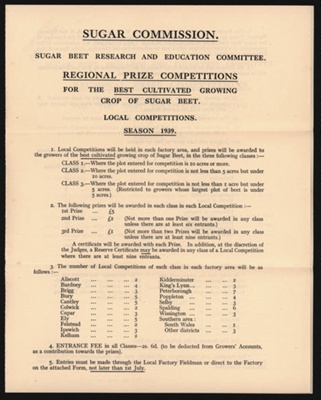 SUGAR COMMISSION.
SUGAR BEET RESEARCH AND EDUCATION COMMITTEE.
REGIONAL PRIZE COMPETITIONS
FOR THE BEST CULTIVATED GROWING
CROP OF SUGAR BEET.
LOCAL COMPETITIONS.
SEASON 1939.
1. Local Competitions will be held in each factory area, and prizes will be awarded
to the growers of the best cultivated growing crop of Sugar Beet, in the three following classes :—
CLASS 1.—Where the plot entered for competition is 20 acres or more.
CLASS 2.—Where the plot entered for competition is not less than 5 acres but under
20 acres.
CLASS 3.—Where the plot entered for competition is not less than 1 acre but under
5 acres. (Restricted to growers whose largest plot of beet is under
5 acres.)
2. The following prizes will be awarded in each class in each Local Competition :—
1st Prize ... £5
2nd Prize ... £2 (Not more than one Prize will be awarded in any class
unless there are at least six entrants.)
3rd Prize ... £1 (Not more than two Prizes will be awarded in any class
unless there are at least nine entrants.)
A certificate will be awarded with each Prize. In addition, at the discretion of
the Judges, a Reserve Certificate may be awarded in any class of a Local Competition
where there are at least nine entrants.
3. The number of Local Competitions of each class in each factory area will be as
follows :—
Allscott ... ... ... 2 Kidderminster ... ... 2
Bardney ... ... ... 4 King's Lynn ... ... 3
Brigg ... ... ... 3 Peterborough ... ... 7
Bury ... ... ... 5 Poppleton ... ... 4
Cantley ... ... ... 5 Selby ... ... 3
Colwick ... ... ... 2 Spalding ... ... 6
Cupar ... ... ... 3 Wissington ... ... 3
Ely ... ... ... 5 Southern area :
Felstead ... ... ... 2 South Wales ... 1
Ipswich ... ... ... 3 Other districts ... 3
Kelham ... ... ... 2
4. ENTRANCE FEE in all Classes—2s. 6d. (to be deducted from Growers' Accounts,
as a contribution towards the prizes).
5. Entries must be made through the Local Factory Fieldman or direct to the Factory
on the attached Form, not later than 1st July.